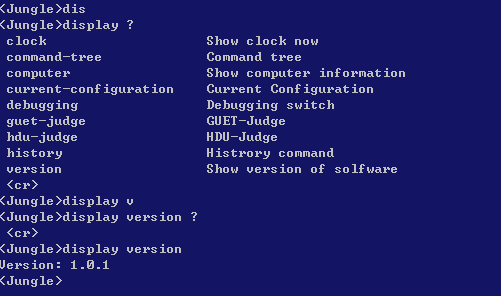 <Jungle>dis
<Jungle>display ?
clock Show clock now
command-tree Command tree
computer Show computer information
current-configuration Current Configuration
debugging Debugging switch
guet-judge GUET-Judge
hdu-judge HDU-Judge
history Histrory command
version Show version of solfware
<cr>
<Jungle>display v
<Jungle>display version ?
<cr>
<Jungle>display version
Version: 1.0.1
<Jungle>